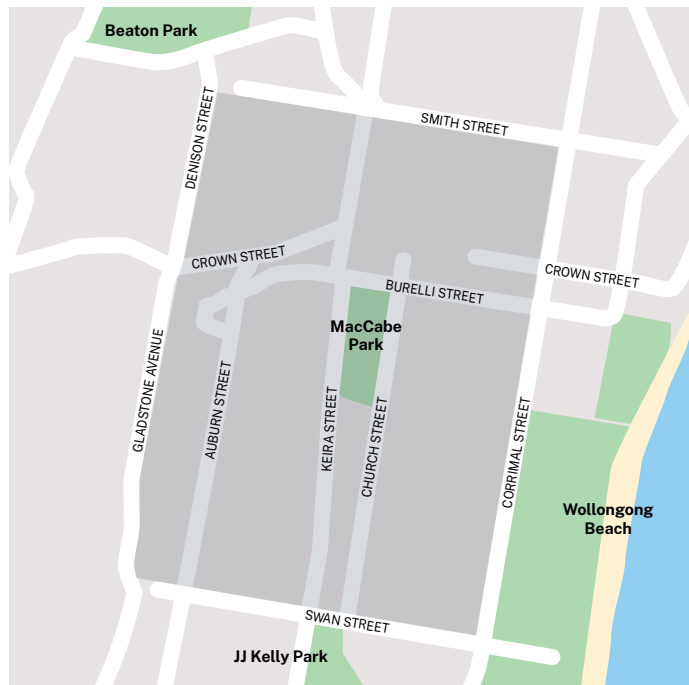 Beaton Park
DENISON STREET
SMITH STREET
CROWN STREET
CROWN STREET
BURELLI STREET
MacCabe
Park
GLADSTONE AVENUE
AUBURN STREET
KEIRA STREET
CHURCH STREET
CORRIMAL STREET
Wollongong
Beach
SWAN STREET
JJ Kelly Park